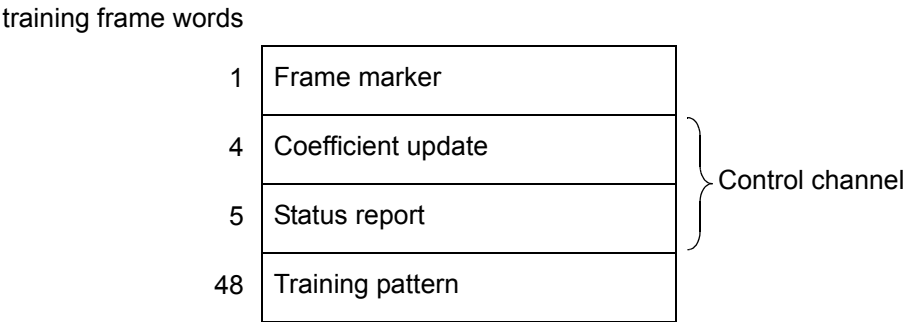 training frame words
1 Frame marker
4 Coefficient update
5 Status report
Control channel
48 Training pattern